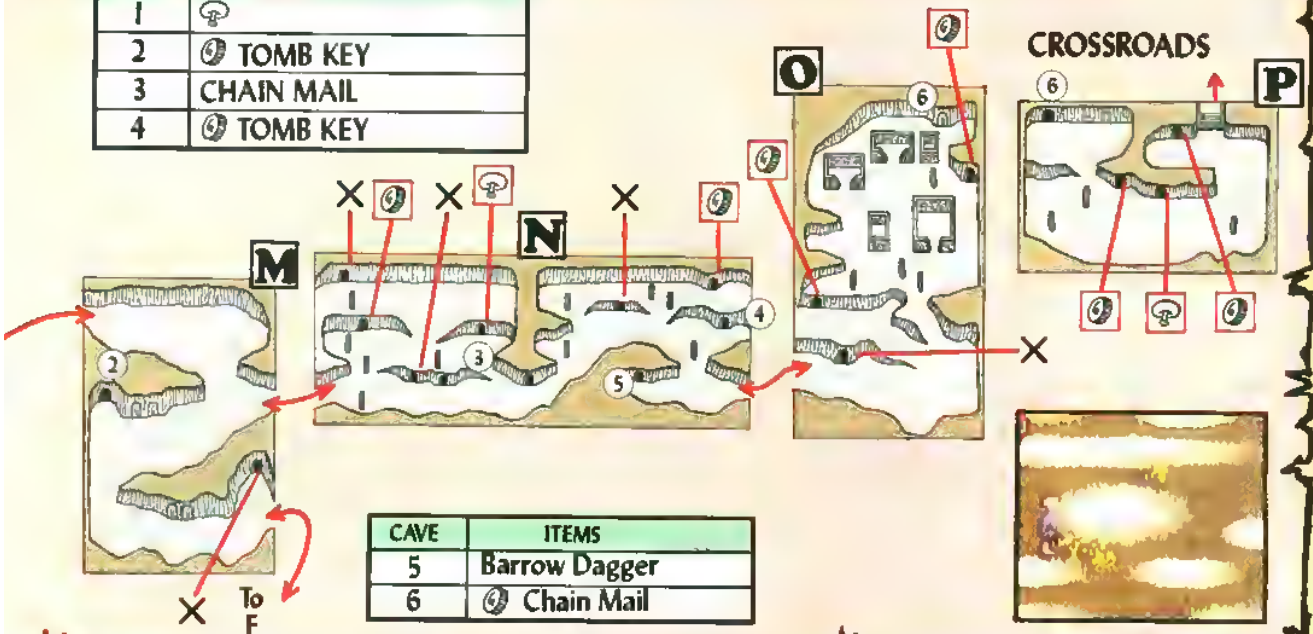 1
2 TOMB KEY
3 CHAIN MAIL
4 TOMB KEY
CROSSROADS
O
P
6
6
M
N
2
3
4
5
To
F
CAVE ITEMS
5 Barrow Dagger
6 Chain Mail